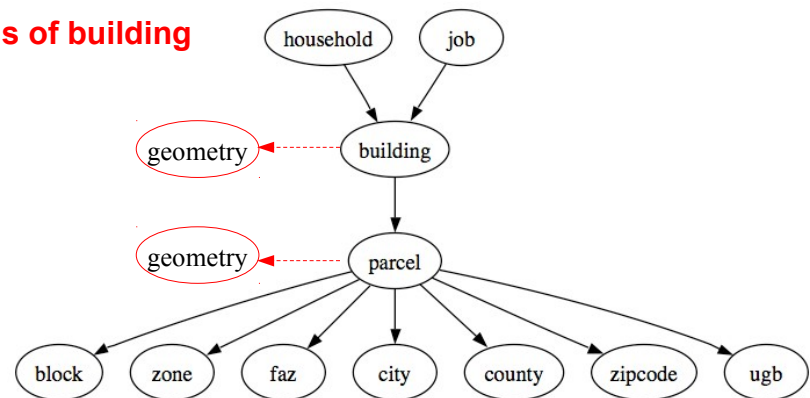 s of building
household
job
geometry
building
geometry
parcel
block
zone
faz
city
county
zipcode
ugb